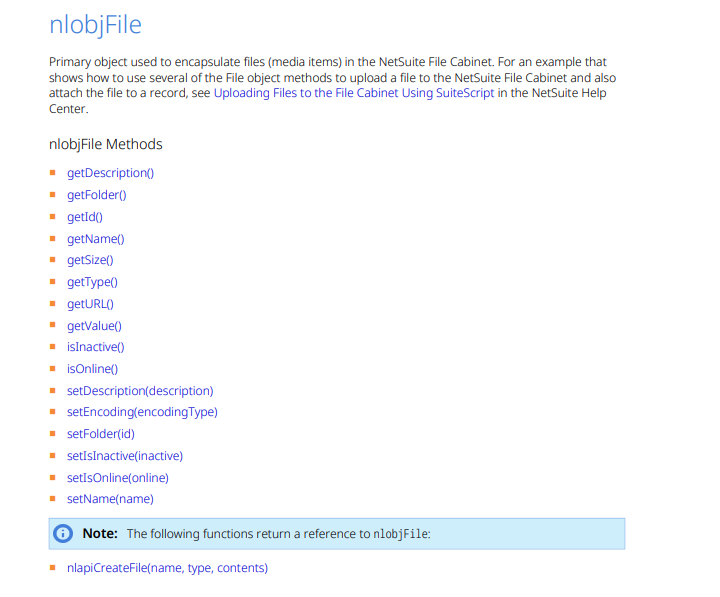 nlobjFile
Primary object used to encapsulate files (media items) in the NetSuite File Cabinet. For an example that
shows how to use several of the File object methods to upload a file to the NetSuite File Cabinet and also
attach the file to a record, see Uploading Files to the File Cabinet Using SuiteScript in the NetSuite Help
Center.
nlobjFile Methods
getDescription()
getFolder()
getId()
getName()
getSize()
getType()
getURL()
getValue()
isInactive()
isOnline()
setDescription(description)
setEncoding(encodingType)
setFolder(id)
setIsInactive(inactive)
setIsOnline(online)
setName(name)
Note: The following functions return a reference to nlobjFile:
nlapiCreateFile(name, type, contents)